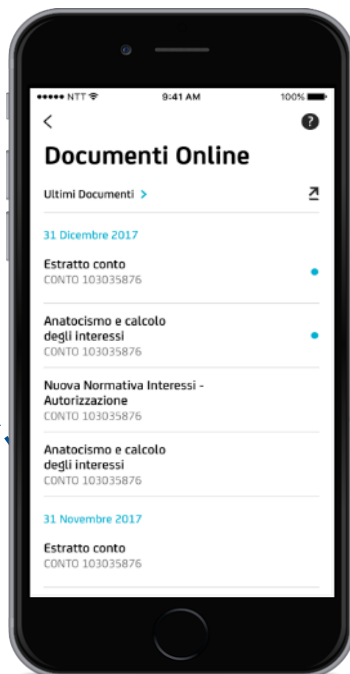 NTT 9:41 AM 100%
?
Documenti Online
Ultimi Documenti >
31 Dicembre 2017
Estratto conto
CONTO 103035876
Anatocismo e calcolo
degli interessi
CONTO 103035876
Nuova Normativa Interessi -
Autorizzazione
CONTO 103035876
Anatocismo e calcolo
degli interessi
CONTO 103035876
31 Novembre 2017
Estratto conto
CONTO 103035876